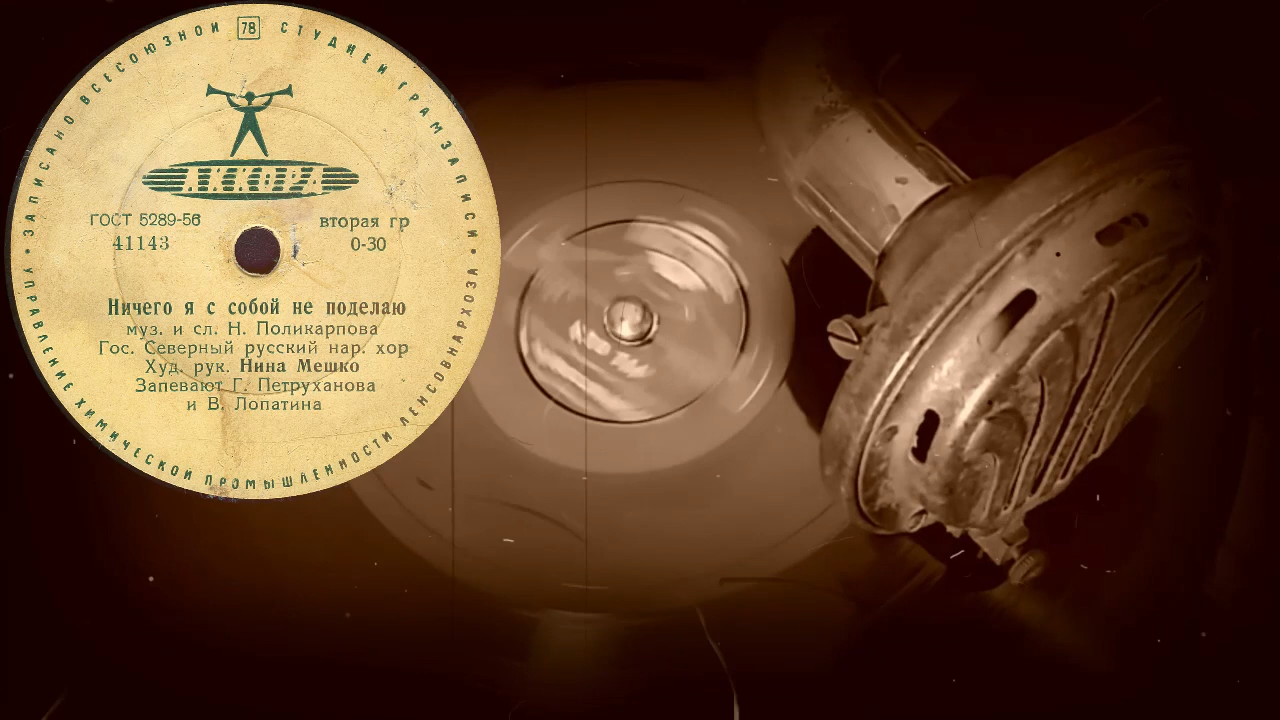 ЗАПИСАНО ВСЕСОЮЗНОЙ 78 СТУДИЕЙ ГРАМЗАПИСИ
АККОРД
ГОСТ 5289-56 вторая гр
41143 0-30
Ничего я с собой не поделаю
муз. и сл. Н. Поликарпова
Гос. Северный русский нар. хор
Худ. рук. Нина Мешко
Запевают Г. Петруханова
и В. Лопатина
УПРАВЛЕНИЕ ХИМИЧЕСКОЙ ПРОМЫШЛЕННОСТИ ЛЕНСОВНАРХОЗА